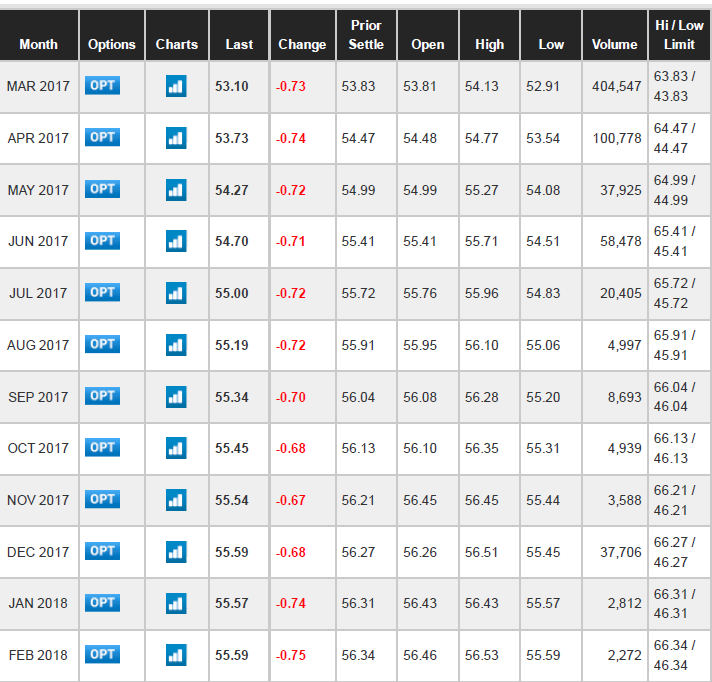 Month Options Charts Last Change Prior Settle Open High Low Volume Hi / Low Limit
MAR 2017 OPT 53.10 -0.73 53.83 53.81 54.13 52.91 404,547 63.83 / 43.83
APR 2017 OPT 53.73 -0.74 54.47 54.48 54.77 53.54 100,778 64.47 / 44.47
MAY 2017 OPT 54.27 -0.72 54.99 54.99 55.27 54.08 37,925 64.99 / 44.99
JUN 2017 OPT 54.70 -0.71 55.41 55.41 55.71 54.51 58,478 65.41 / 45.41
JUL 2017 OPT 55.00 -0.72 55.72 55.76 55.96 54.83 20,405 65.72 / 45.72
AUG 2017 OPT 55.19 -0.72 55.91 55.95 56.10 55.06 4,997 65.91 / 45.91
SEP 2017 OPT 55.34 -0.70 56.04 56.08 56.28 55.20 8,693 66.04 / 46.04
OCT 2017 OPT 55.45 -0.68 56.13 56.10 56.35 55.31 4,939 66.13 / 46.13
NOV 2017 OPT 55.54 -0.67 56.21 56.45 56.45 55.44 3,588 66.21 / 46.21
DEC 2017 OPT 55.59 -0.68 56.27 56.26 56.51 55.45 37,706 66.27 / 46.27
JAN 2018 OPT 55.57 -0.74 56.31 56.43 56.43 55.57 2,812 66.31 / 46.31
FEB 2018 OPT 55.59 -0.75 56.34 56.46 56.53 55.59 2,272 66.34 / 46.34